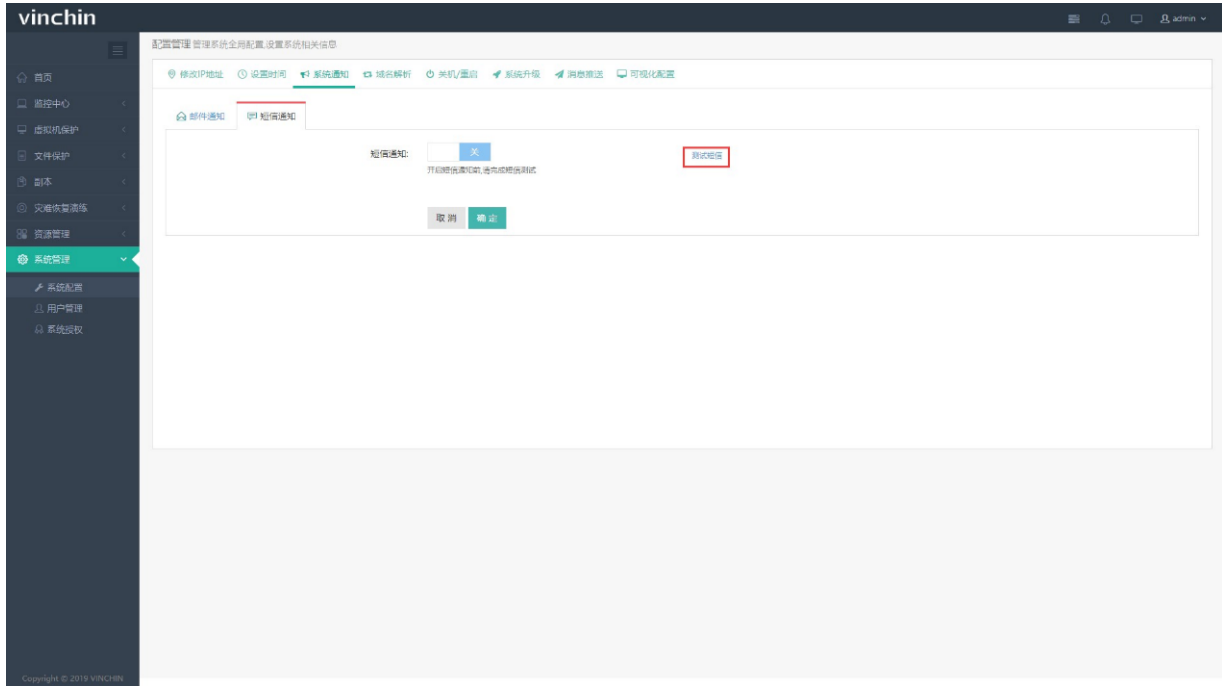 vinchin
admin
配置管理 管理系统全局配置,设置系统相关信息
修改IP地址 设置时间 系统通知 域名解析 关机/重启 系统升级 消息推送 可视化配置
首页
监控中心
虚拟机保护
文件保护
副本
灾难恢复演练
资源管理
系统管理
系统配置
用户管理
系统授权
邮件通知 短信通知
短信通知: 关 测试短信
开启短信通知前,请完成短信测试
取 消 确 定
Copyright © 2019 VINCHIN